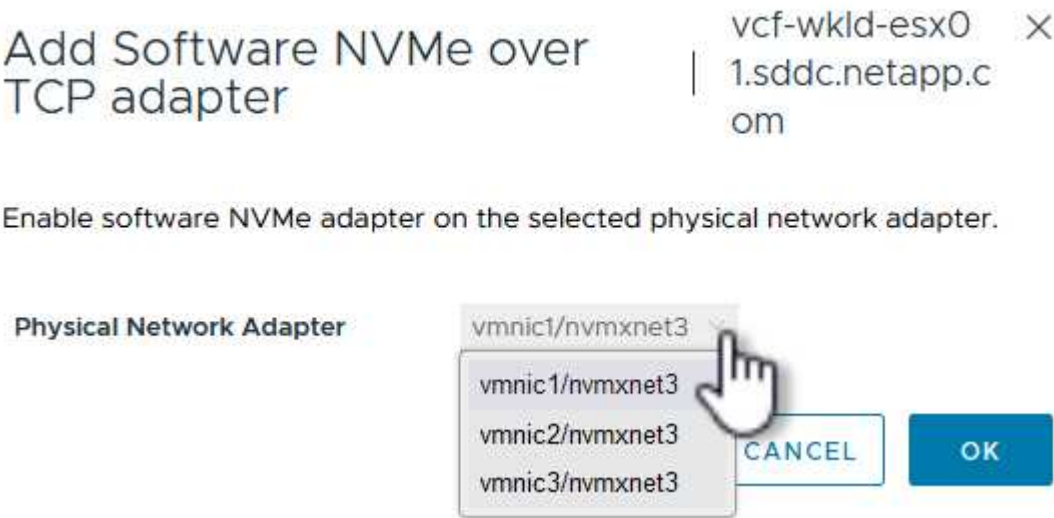 Add Software NVMe over
TCP adapter
vcf-wkld-esx0
1.sddc.netapp.c
om
Enable software NVMe adapter on the selected physical network adapter.
Physical Network Adapter
vmnic1/nvmxnet3
vmnic1/nvmxnet3
vmnic2/nvmxnet3
vmnic3/nvmxnet3
CANCEL
OK